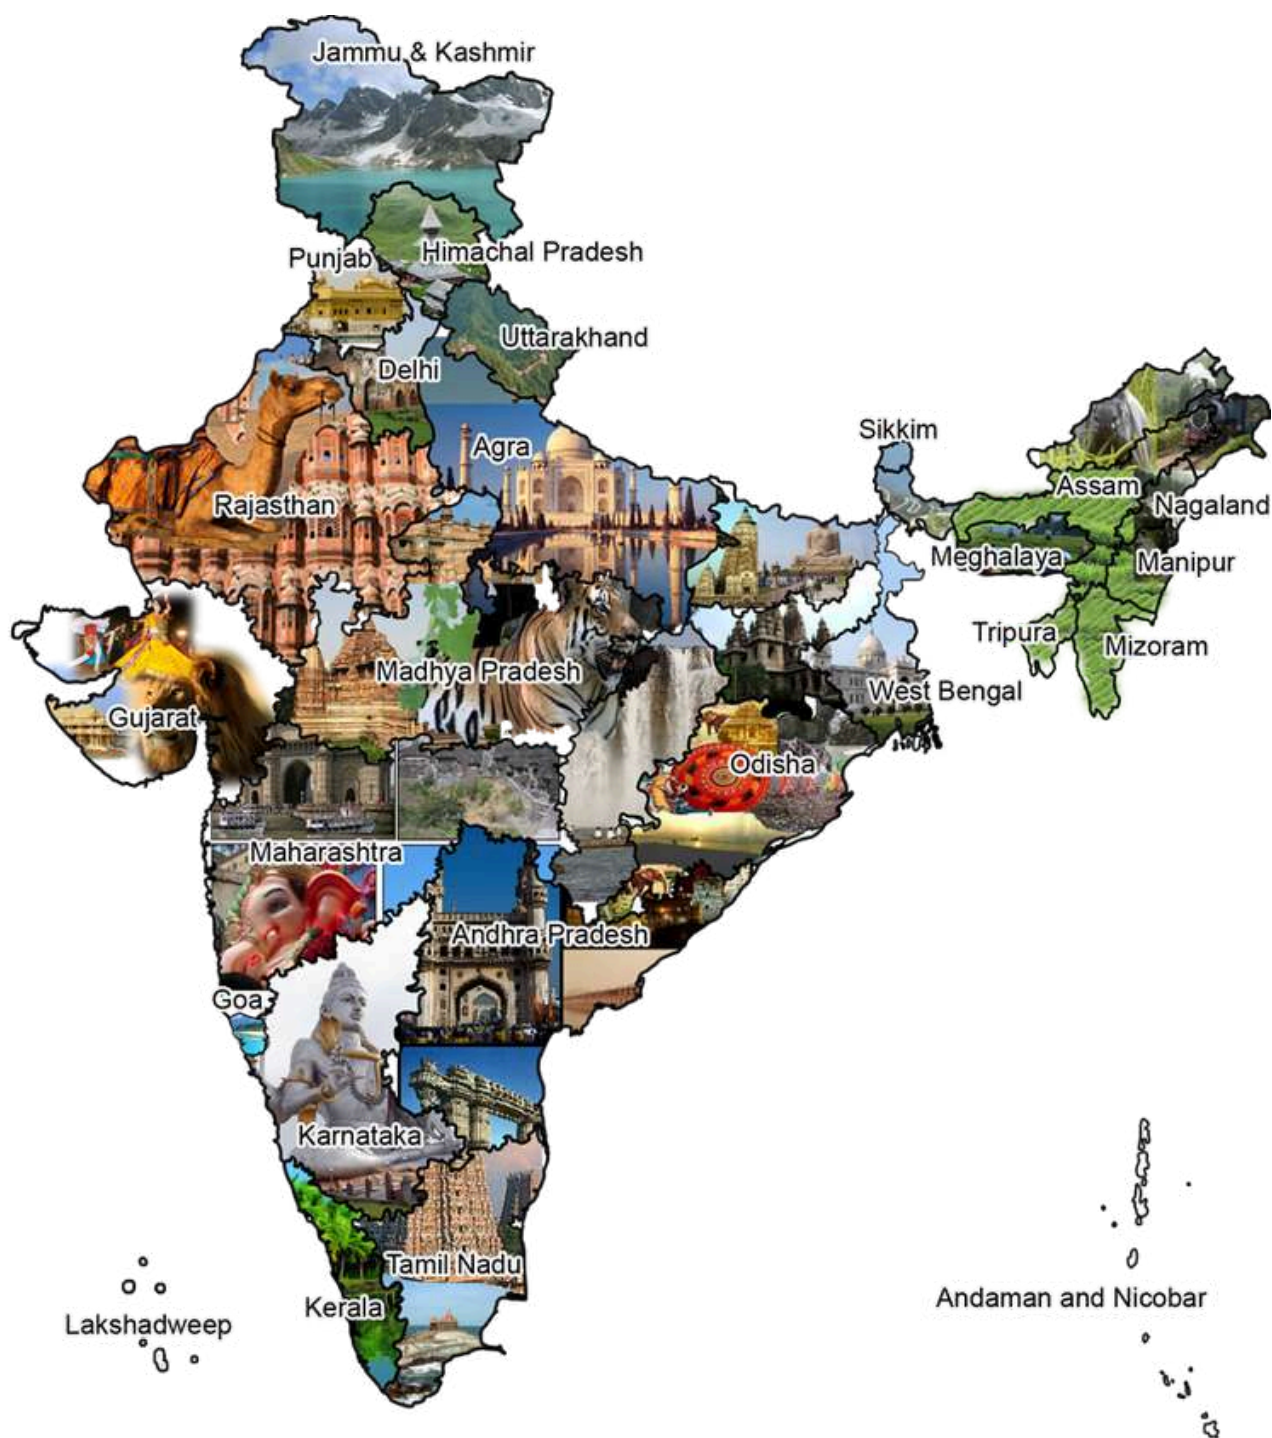 Jammu & Kashmir
Himachal Pradesh
Punjab
Uttarakhand
Delhi
Sikkim
Agra
Assam
Rajasthan
Nagaland
Meghalaya
Manipur
Tripura
Mizoram
Madhya Pradesh
West Bengal
Gujarat
Odisha
Maharashtra
Andhra Pradesh
Goa
Karnataka
Tamil Nadu
Andaman and Nicobar
Kerala
Lakshadweep